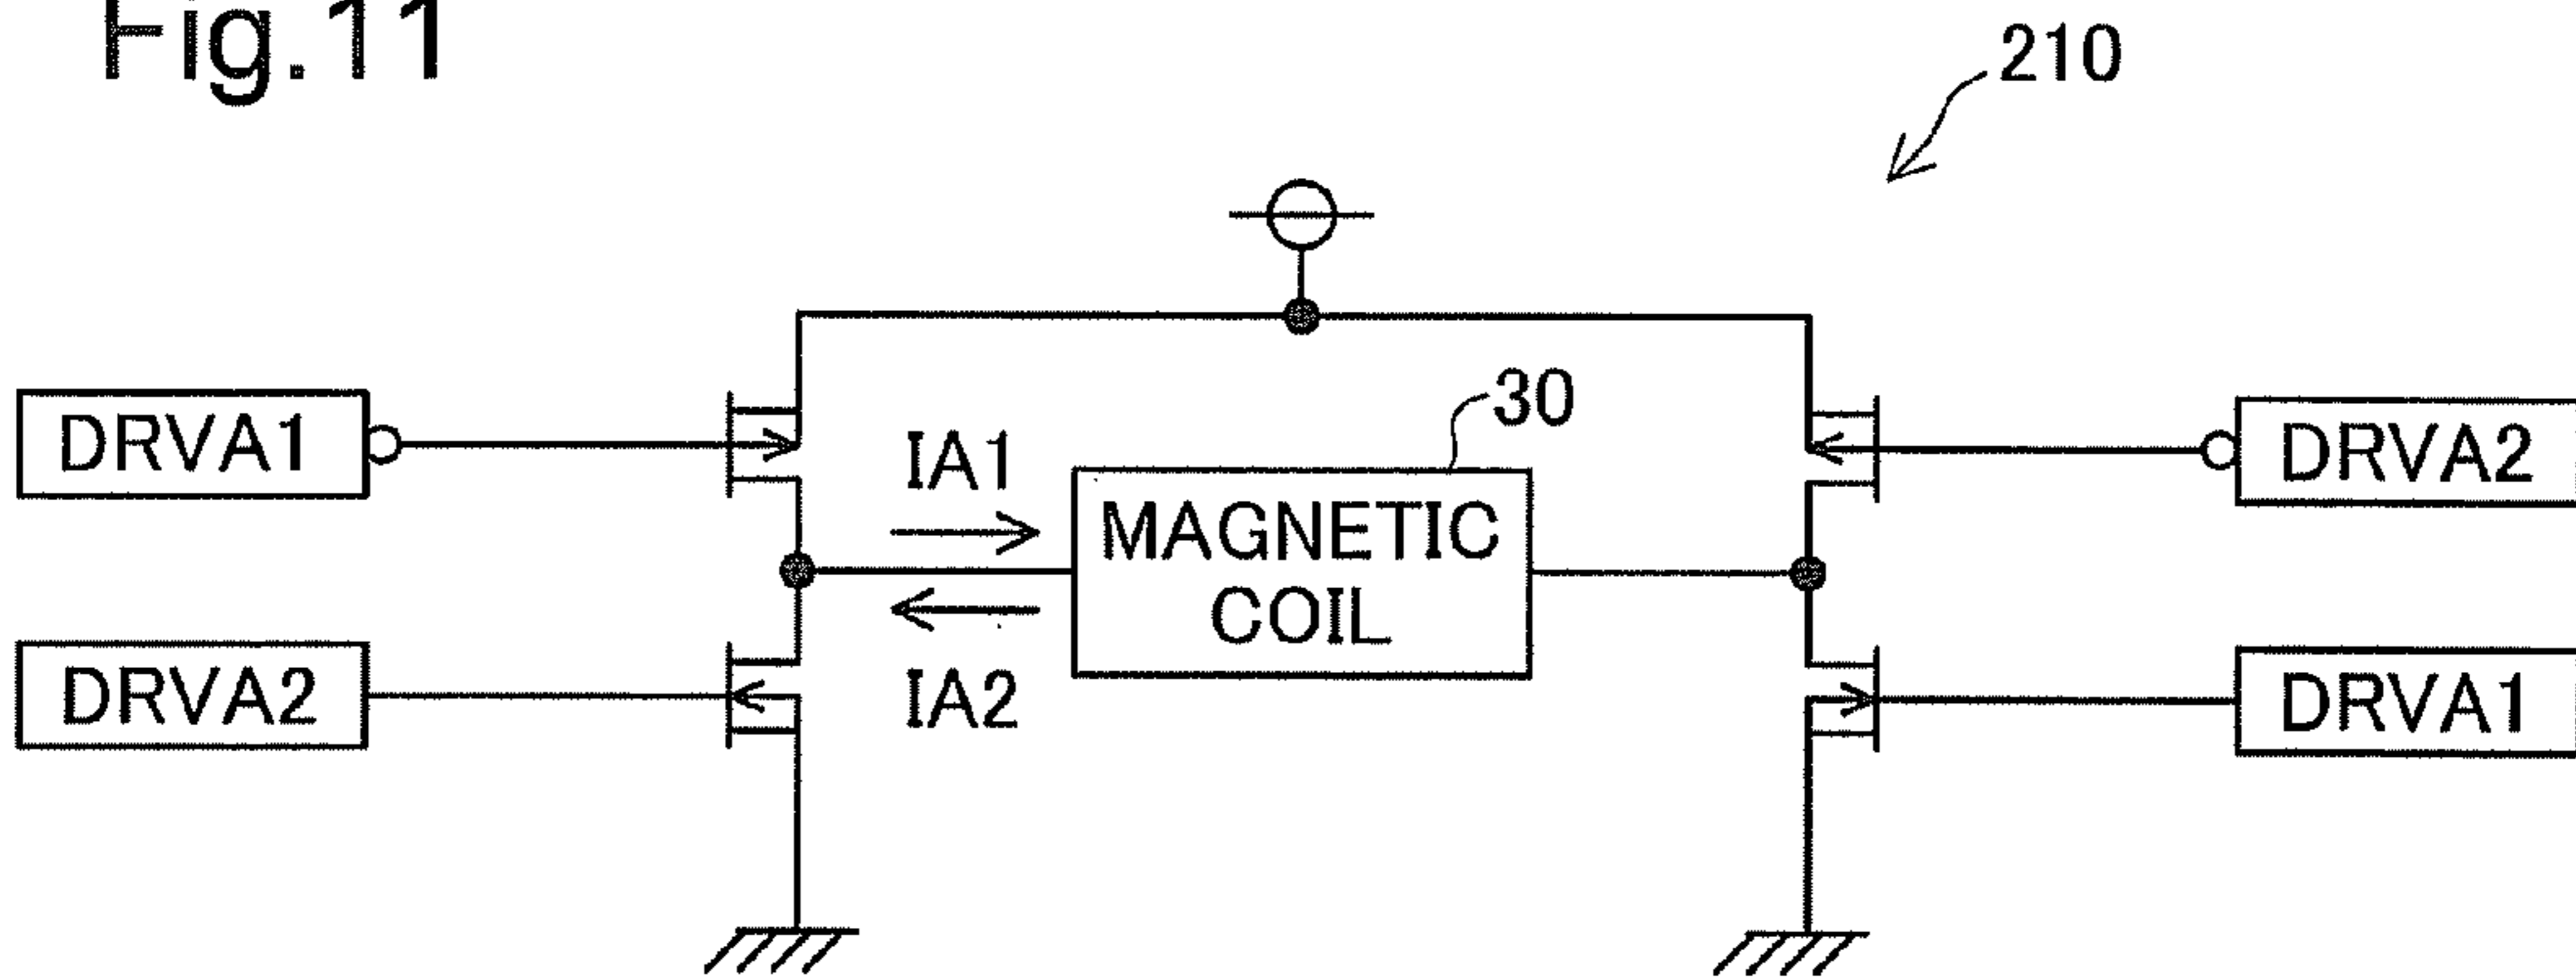 Fig.11
210
DRVA1
IA1
30
MAGNETIC
COIL
DRVA2
DRVA2
IA2
DRVA1